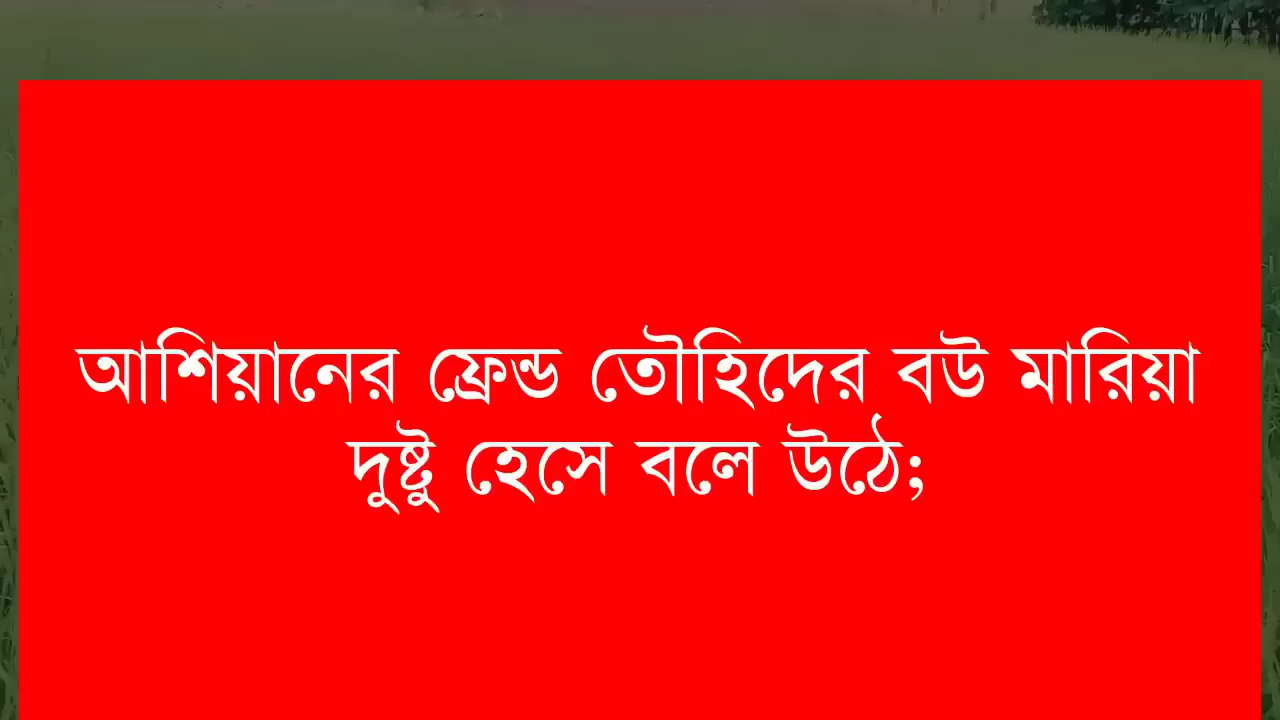 আশিয়ানের ফ্রেন্ড তৌহিদের বউ মারিয়া
দুষ্টু হেসে বলে উঠে;